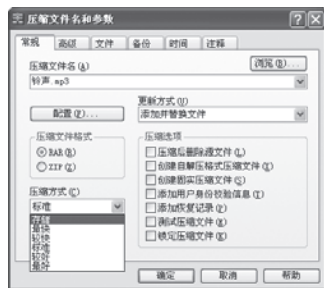 压缩文件名和参数
常规 高级 文件 备份 时间 注释
压缩文件名(A) 浏览(B)...
铃声.mp3
更新方式(U)
配置(P)... 添加并替换文件
压缩文件格式 压缩选项
RAR(R) 压缩后删除源文件(L)
ZIP(Z) 创建自解压格式压缩文件(X)
创建固实压缩文件(S)
压缩方式(C) 添加用户身份校验信息(I)
标准 添加恢复记录(E)
存储 测试压缩文件(T)
最快 锁定压缩文件(K)
较快
标准
较好
最好
确定 取消 帮助